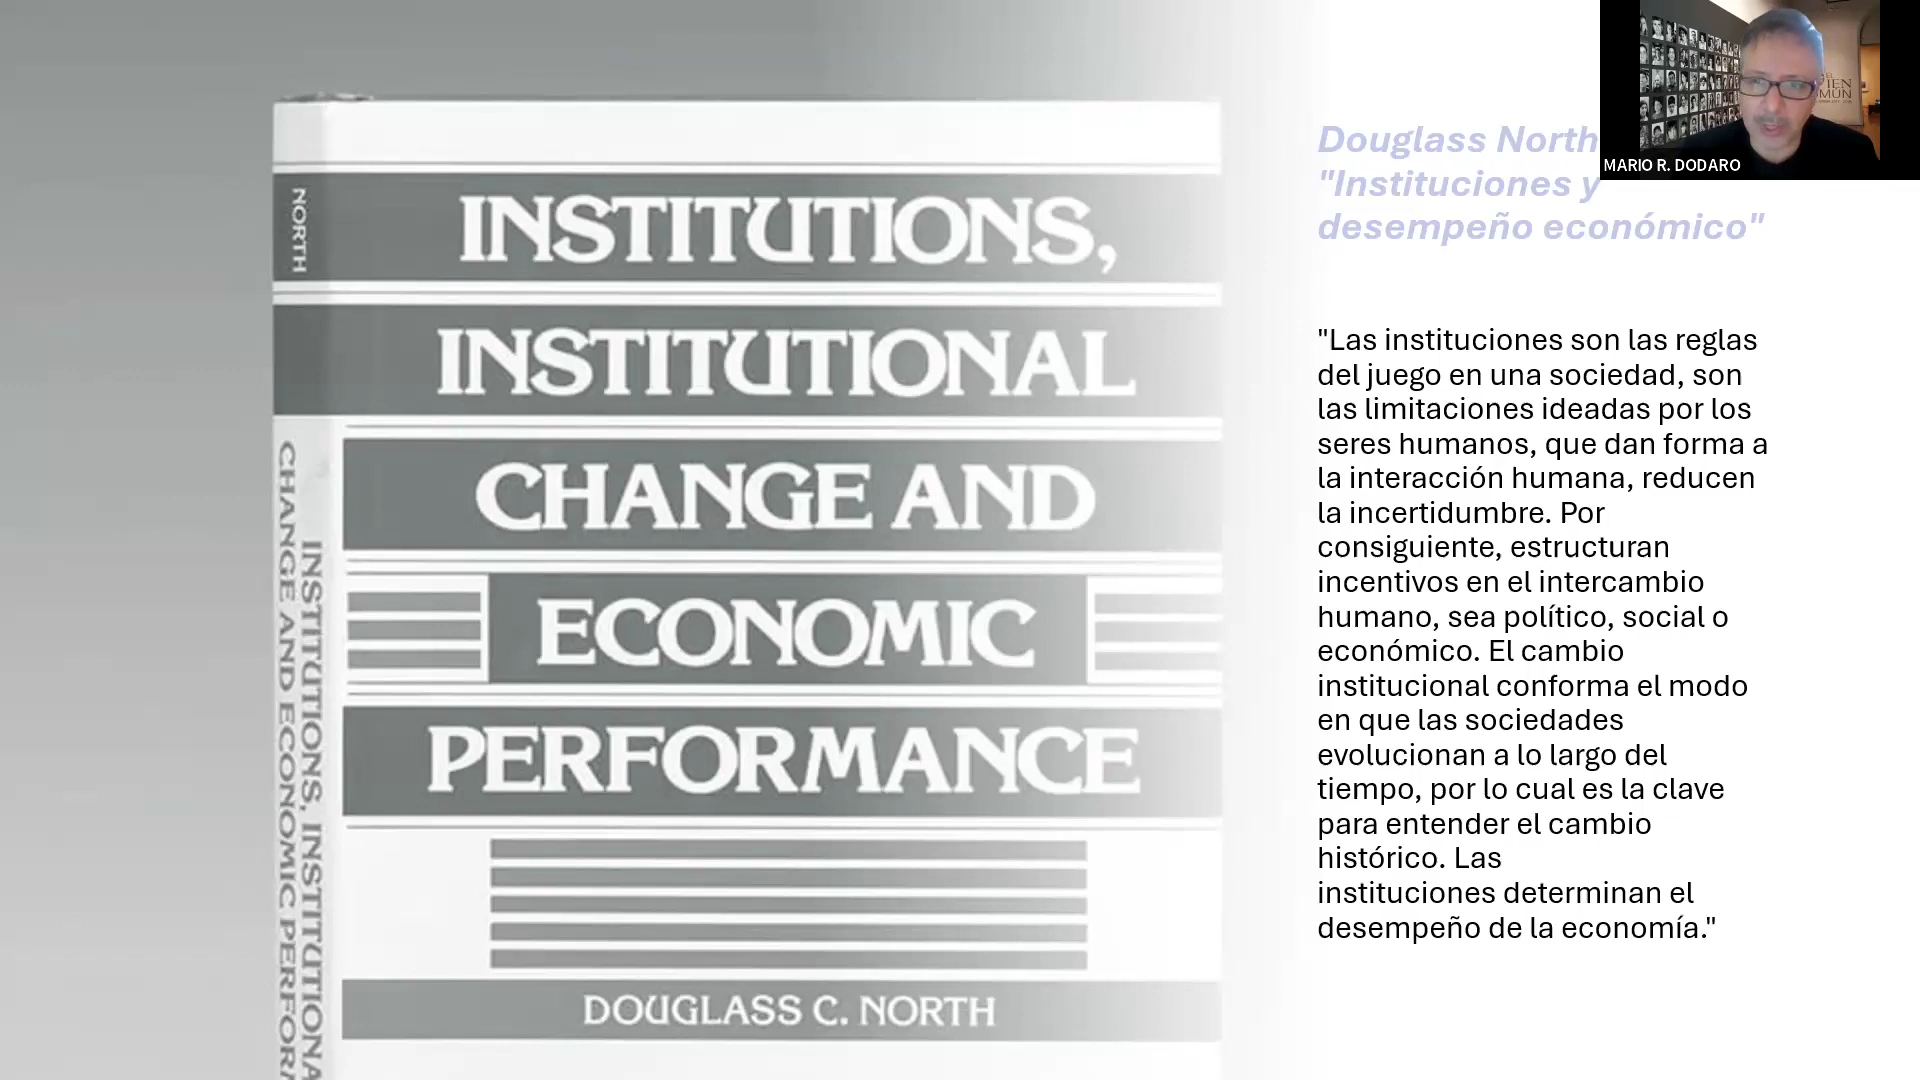 NORTH
INSTITUTIONS, INSTITUTIONA
CHANGE AND ECONOMIC PERFOR
INSTITUTIONS,
INSTITUTIONAL
CHANGE AND
ECONOMIC
PERFORMANCE
DOUGLASS C. NORTH
Douglass North
"Instituciones y
desempeño económico"
"Las instituciones son las reglas
del juego en una sociedad, son
las limitaciones ideadas por los
seres humanos, que dan forma a
la interacción humana, reducen
la incertidumbre. Por
consiguiente, estructuran
incentivos en el intercambio
humano, sea político, social o
económico. El cambio
institucional conforma el modo
en que las sociedades
evolucionan a lo largo del
tiempo, por lo cual es la clave
para entender el cambio
histórico. Las
instituciones determinan el
desempeño de la economía."
MARIO R. DODARO